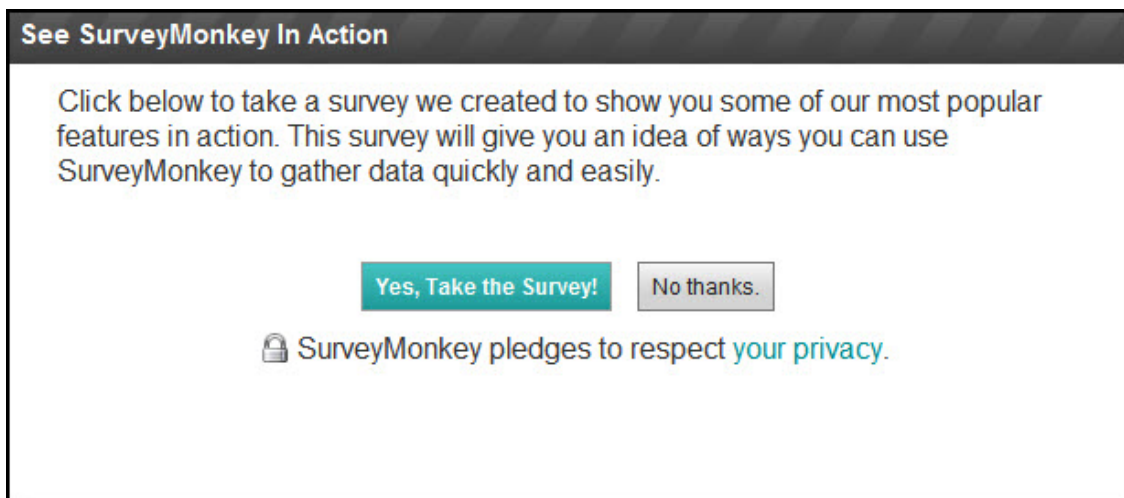 See SurveyMonkey In Action
Click below to take a survey we created to show you some of our most popular
features in action. This survey will give you an idea of ways you can use
SurveyMonkey to gather data quickly and easily.
Yes, Take the Survey! No thanks.
SurveyMonkey pledges to respect your privacy.